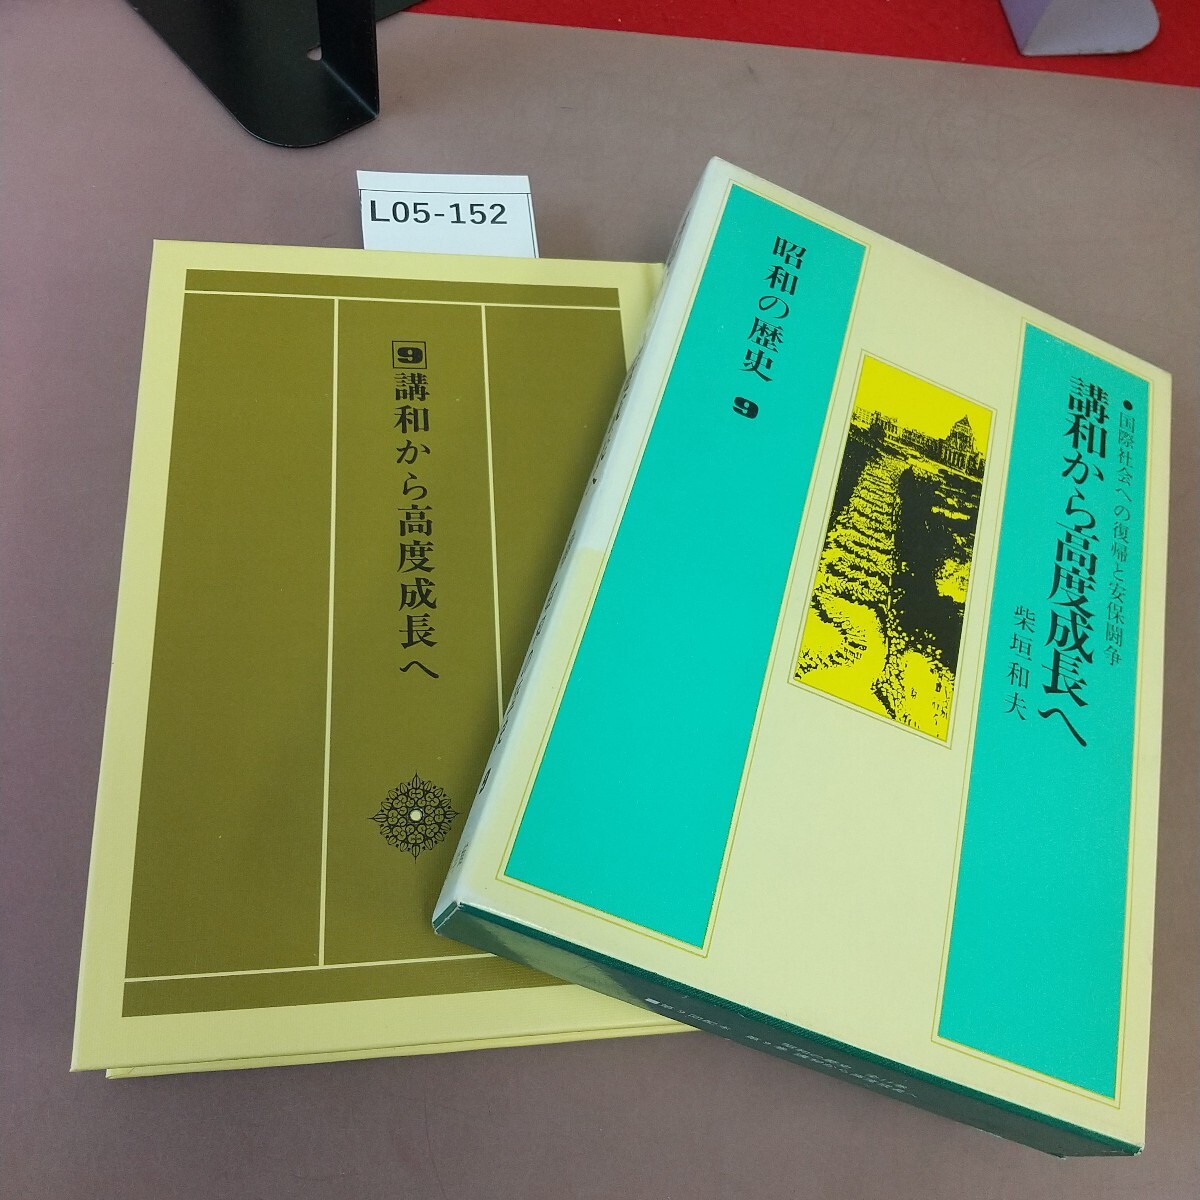 L05-152
9 講和から高度成長へ
昭和の歴史 9
● 国際社会への復帰と安保闘争
講和から高度成長へ
柴垣和夫